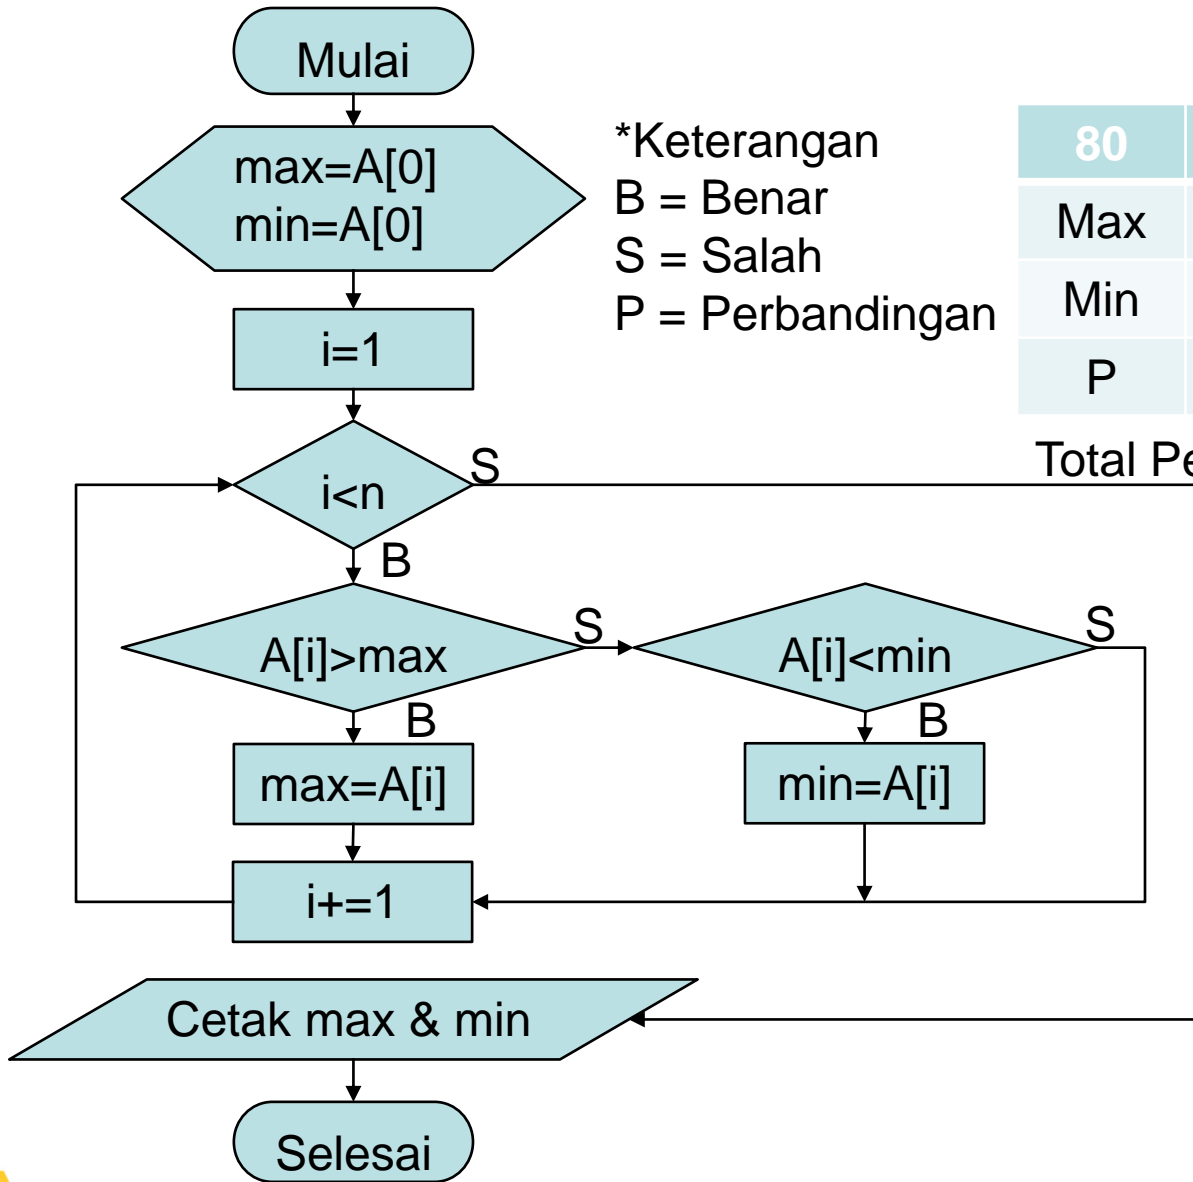 Mulai
max=A[0]
min=A[0]
*Keterangan
B = Benar
S = Salah
P = Perbandingan
80
Max
Min
P
Total
i=1
i<n
S
B
A[i]>max
S
A[i]<min
S
B
B
max=A[i]
min=A[i]
i+=1
Cetak max & min
Selesai